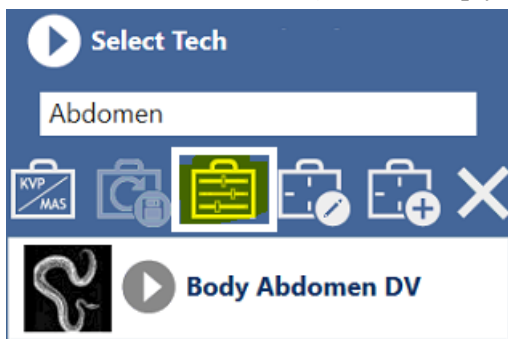 Select Tech
Abdomen
KVP
MAS
Body Abdomen DV